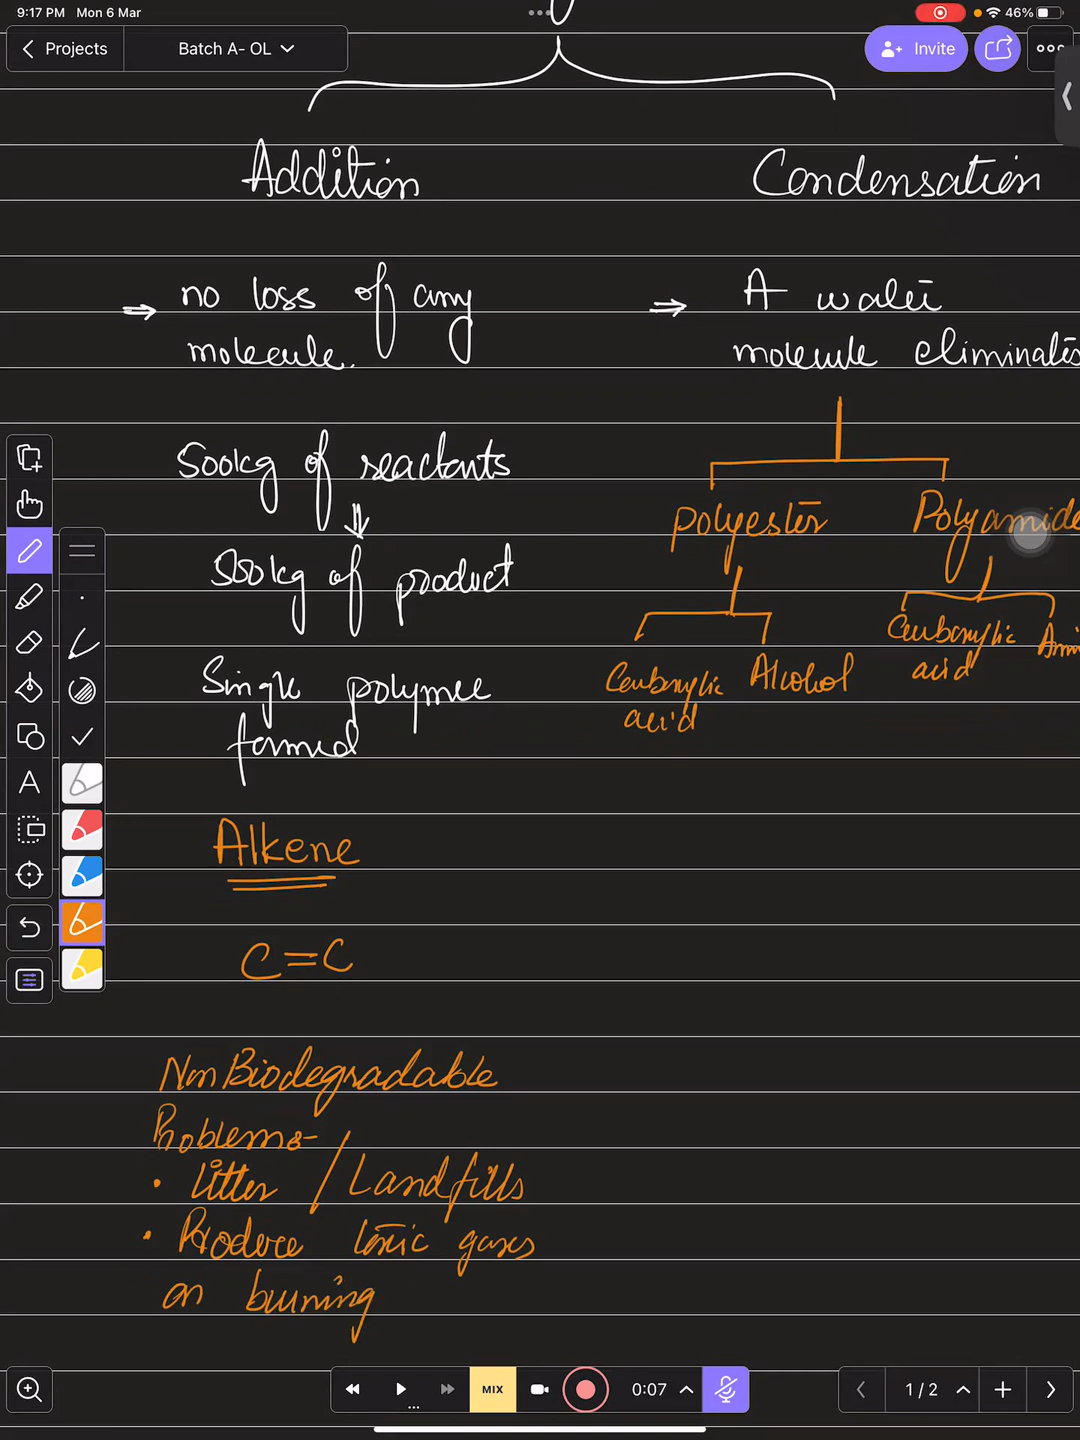 9:17 PM Mon 6 Mar
46%
Projects
Batch A- OL
Invite
Addition
Condensation
⇒ no loss of any
molecule.
⇒ A water
molecule eliminates
500kg of reactants
⇓
500kg of product
Single polymer
formed
polyester
Polyamide
Carboxylic
acid
Alcohol
Carboxylic
acid
Ami
Alkene
C=C
Non Biodegradable
Problems-
• litter / Landfills
• Produce toxic gases
on burning
A
MIX
0:07
1 / 2